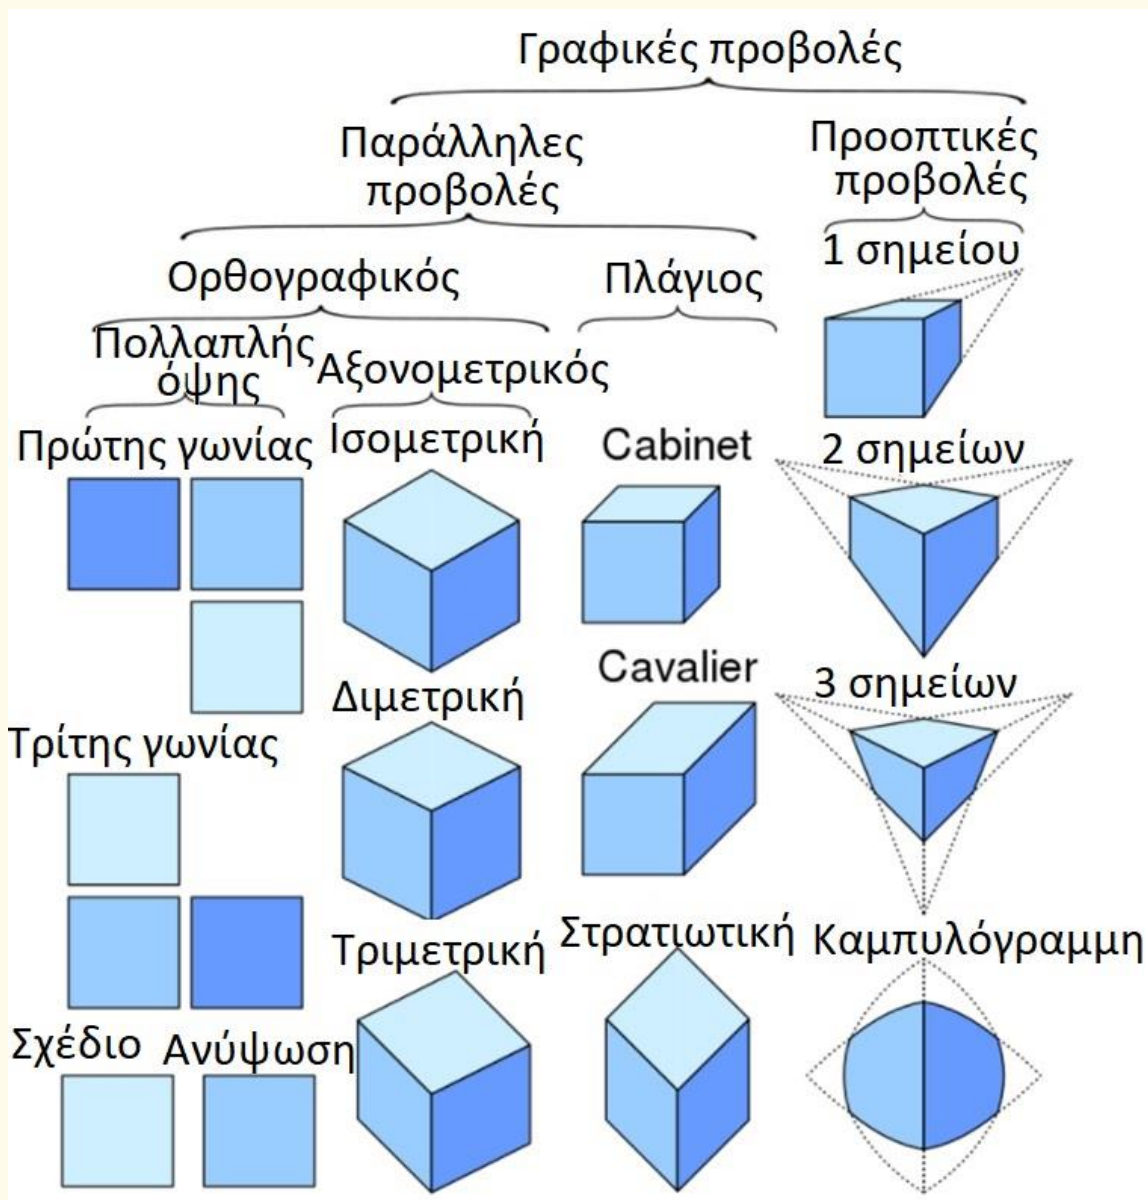 Γραφικές προβολές
Παράλληλες
προβολές
Προοπτικές
προβολές
Ορθογραφικός
Πλάγιος
1 σημείου
Πολλαπλής
όψης
Αξονομετρικός
Πρώτης γωνίας
Ισομετρική
Cabinet
2 σημείων
Τρίτης γωνίας
Διμετρική
Cavalier
3 σημείων
Σχέδιο
Ανύψωση
Τριμετρική
Στρατιωτική
Καμπυλόγραμμη